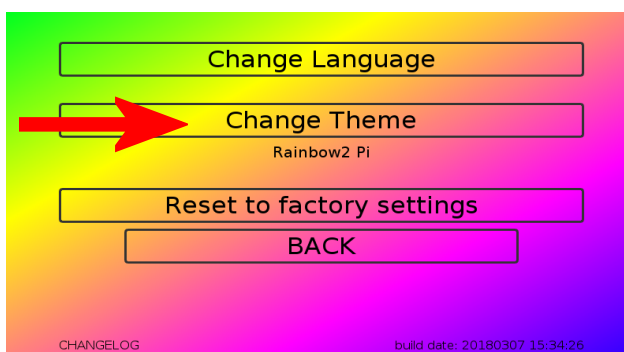 Change Language
Change Theme
Rainbow2 Pi
Reset to factory settings
BACK
CHANGELOG
build date: 20180307 15:34:26